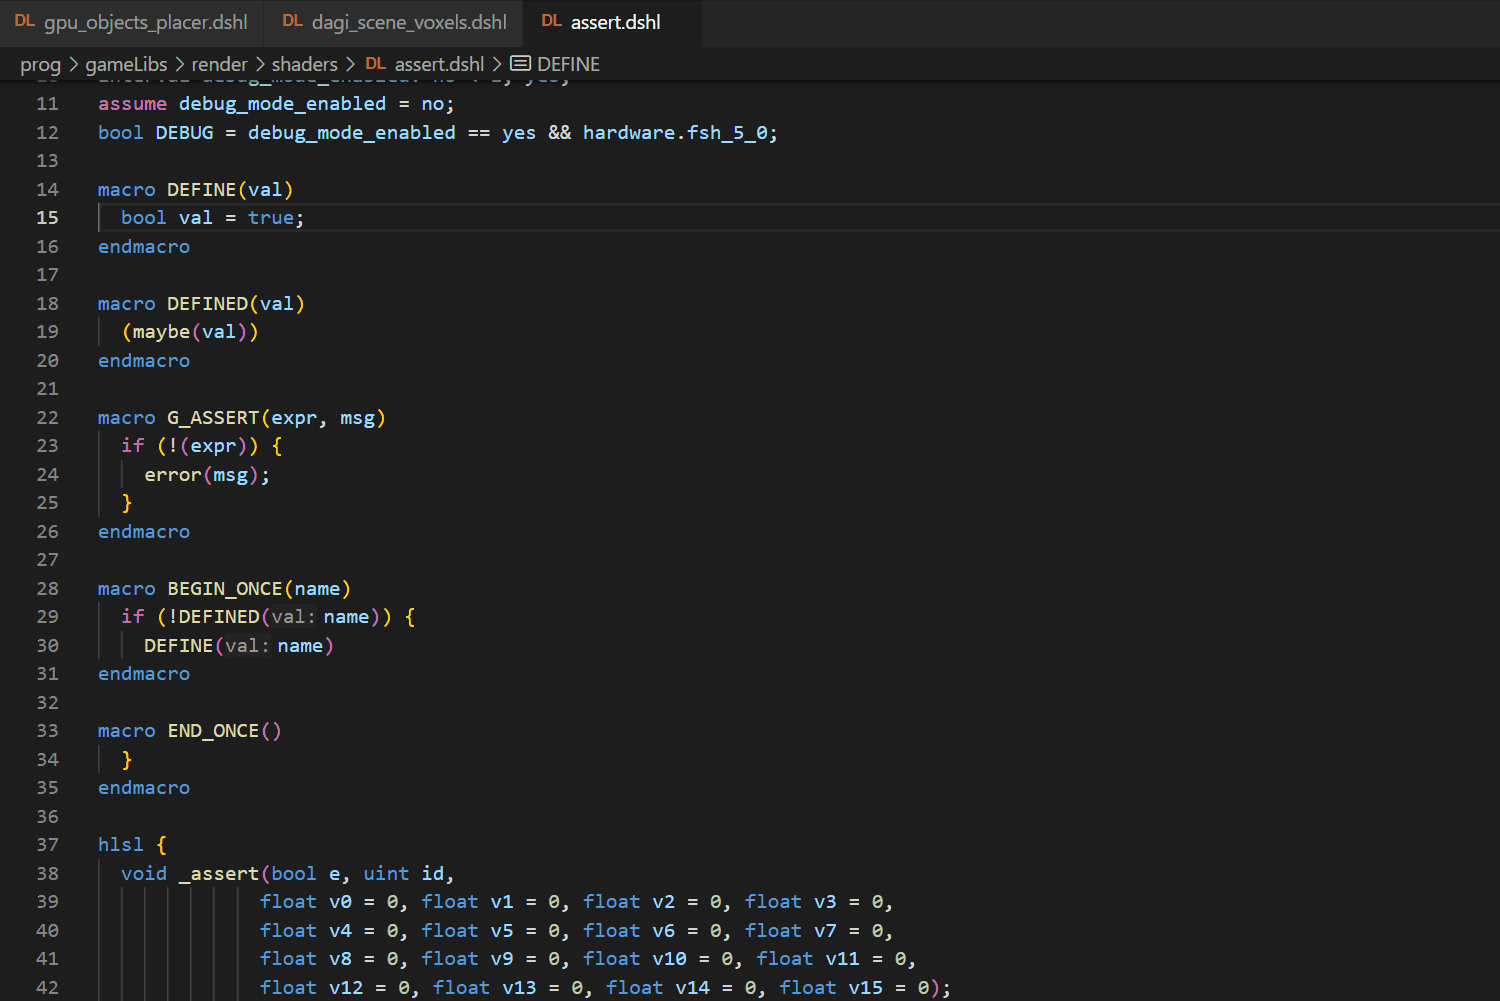 DL gpu_objects_placer.dshl DL dagi_scene_voxels.dshl DL assert.dshl
prog > gameLibs > render > shaders > DL assert.dshl > DEFINE
11 assume debug_mode_enabled = no;
12 bool DEBUG = debug_mode_enabled == yes && hardware.fsh_5_0;
13
14 macro DEFINE(val)
15   bool val = true;
16 endmacro
17
18 macro DEFINED(val)
19   (maybe(val))
20 endmacro
21
22 macro G_ASSERT(expr, msg)
23   if (!(expr)) {
24     error(msg);
25   }
26 endmacro
27
28 macro BEGIN_ONCE(name)
29   if (!DEFINED(val: name)) {
30     DEFINE(val: name)
31 endmacro
32
33 macro END_ONCE()
34   }
35 endmacro
36
37 hlsl {
38   void _assert(bool e, uint id,
39               float v0 = 0, float v1 = 0, float v2 = 0, float v3 = 0,
40               float v4 = 0, float v5 = 0, float v6 = 0, float v7 = 0,
41               float v8 = 0, float v9 = 0, float v10 = 0, float v11 = 0,
42               float v12 = 0, float v13 = 0, float v14 = 0, float v15 = 0);